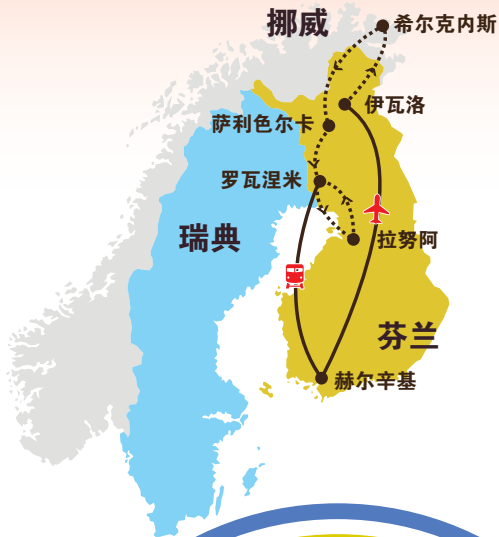 挪威
希尔克内斯
伊瓦洛
萨利色尔卡
罗瓦涅米
瑞典
拉努阿
芬兰
赫尔辛基